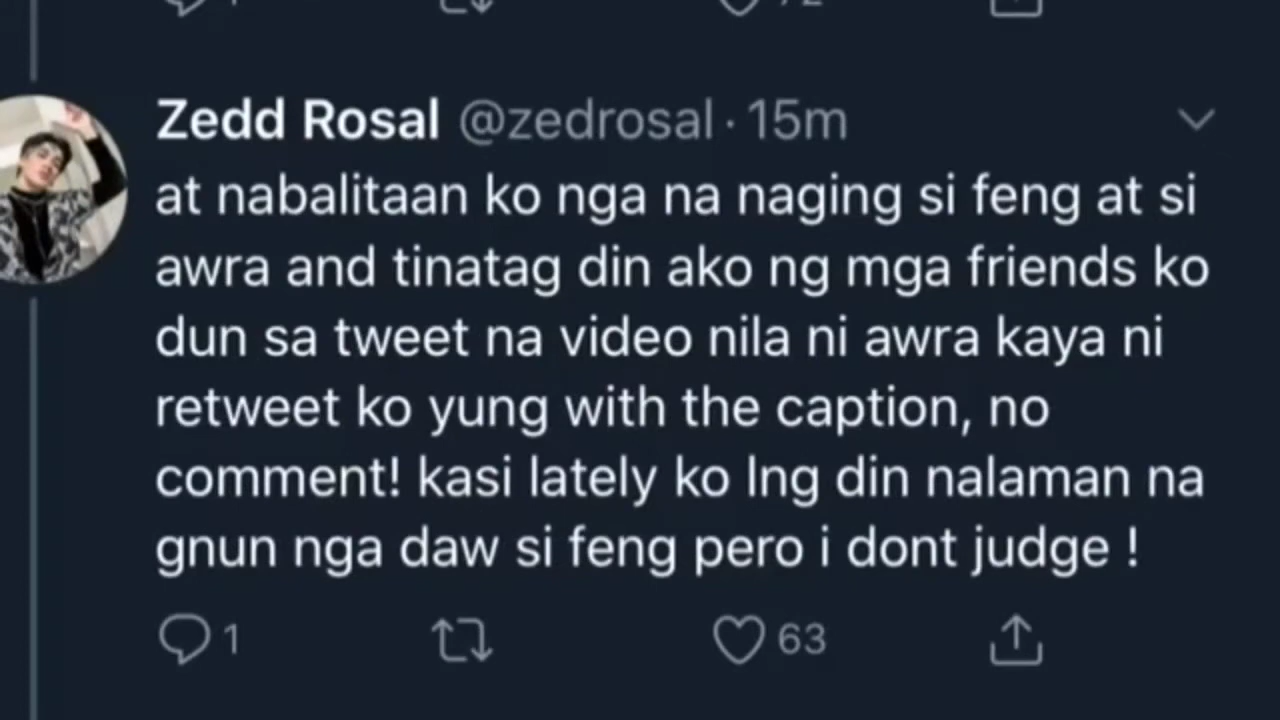 Zedd Rosal @zedrosal · 15m
at nabalitaan ko nga na naging si feng at si
awra and tinatag din ako ng mga friends ko
dun sa tweet na video nila ni awra kaya ni
retweet ko yung with the caption, no
comment! kasi lately ko lng din nalaman na
gnun nga daw si feng pero i dont judge !
1 63